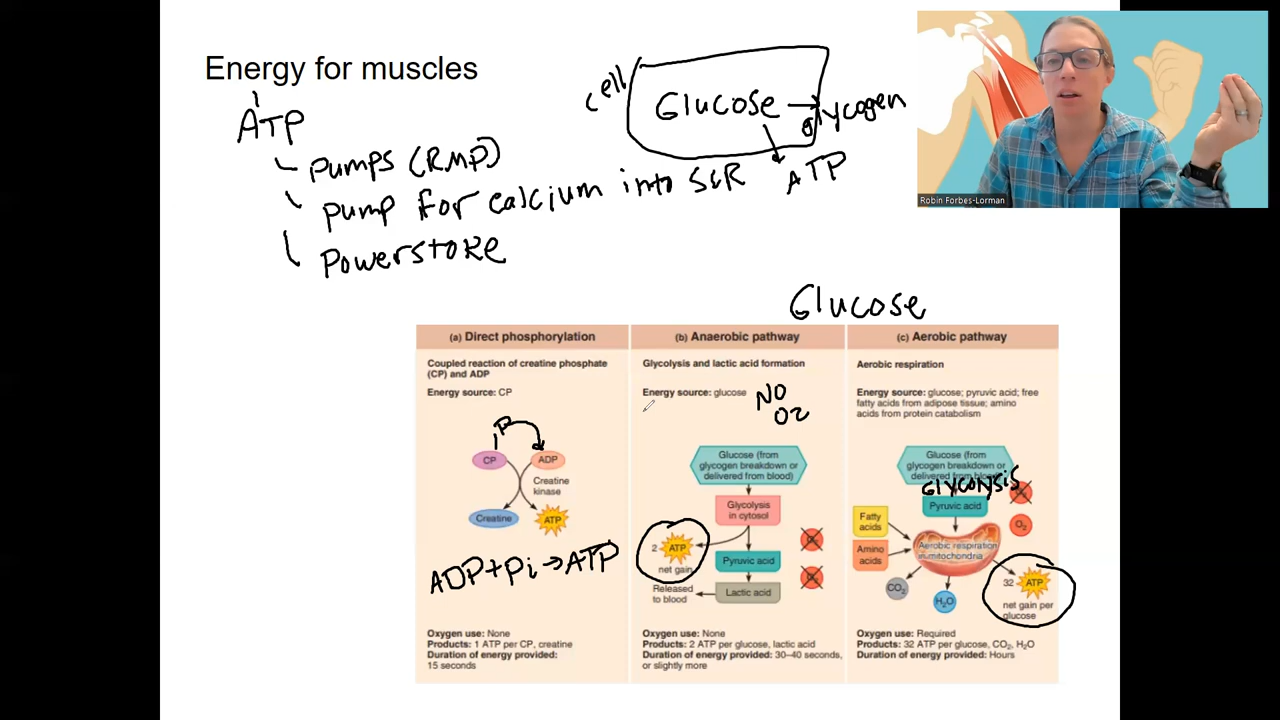 Energy for muscles
ATP
Pumps (RMP)
Pump for calcium into SER
Powerstoke
cell
Glucose
glycogen
ATP
Robin Forbes-Lorman
Glucose
(a) Direct phosphorylation
Coupled reaction of creatine phosphate
(CP) and ADP
Energy source: CP
P
CP
ADP
Creatine
kinase
Creatine
ATP
ADP+Pi→ATP
Oxygen use: None
Products: 1 ATP per CP, creatine
Duration of energy provided:
15 seconds
(b) Anaerobic pathway
Glycolysis and lactic acid formation
Energy source: glucose
NO
O2
Glucose (from
glycogen breakdown or
delivered from blood)
Glycolysis
in cytosol
2
ATP
net gain
O2
Pyruvic acid
O2
Released
to blood
Lactic acid
Oxygen use: None
Products: 2 ATP per glucose, lactic acid
Duration of energy provided: 30–40 seconds,
or slightly more
(c) Aerobic pathway
Aerobic respiration
Energy source: glucose; pyruvic acid; free
fatty acids from adipose tissue; amino
acids from protein catabolism
Glucose (from
glycogen breakdown or
delivered from blood)
Glycolysis
O2
Pyruvic acid
Fatty
acids
O2
Amino
acids
Aerobic respiration
in mitochondria
CO2
H2O
32
ATP
net gain per
glucose
Oxygen use: Required
Products: 32 ATP per glucose, CO2, H2O
Duration of energy provided: Hours